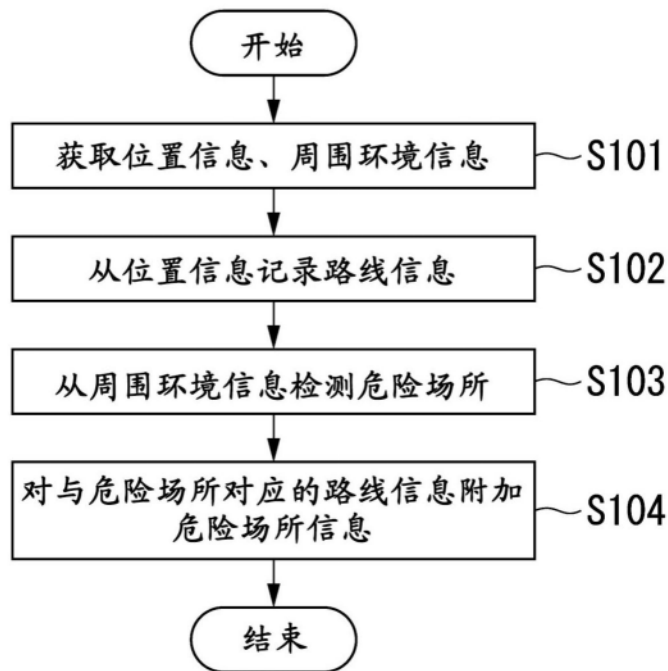 开始
获取位置信息、周围环境信息
S101
从位置信息记录路线信息
S102
从周围环境信息检测危险场所
S103
对与危险场所对应的路线信息附加
危险场所信息
S104
结束